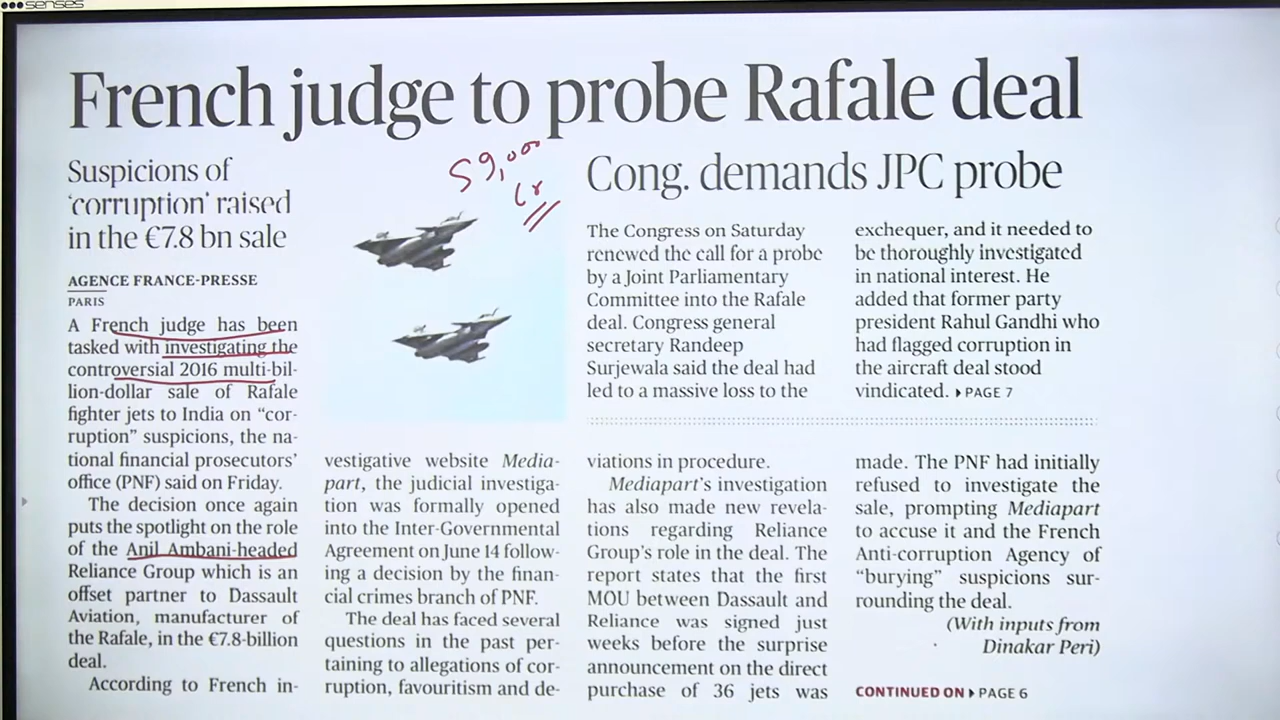 senses
French judge to probe Rafale deal
59,000
Cr
Suspicions of
'corruption' raised
in the €7.8 bn sale
AGENCE FRANCE-PRESSE
PARIS
A French judge has been
tasked with investigating the
controversial 2016 multi-bil-
lion-dollar sale of Rafale
fighter jets to India on “cor-
ruption” suspicions, the na-
tional financial prosecutors’
office (PNF) said on Friday.
The decision once again
puts the spotlight on the role
of the Anil Ambani-headed
Reliance Group which is an
offset partner to Dassault
Aviation, manufacturer of
the Rafale, in the €7.8-billion
deal.
According to French in-
vestigative website Media-
part, the judicial investiga-
tion was formally opened
into the Inter-Governmental
Agreement on June 14 follow-
ing a decision by the finan-
cial crimes branch of PNF.
The deal has faced several
questions in the past per-
taining to allegations of cor-
ruption, favouritism and de-
viations in procedure.
Mediapart’s investigation
has also made new revela-
tions regarding Reliance
Group’s role in the deal. The
report states that the first
MOU between Dassault and
Reliance was signed just
weeks before the surprise
announcement on the direct
purchase of 36 jets was
made. The PNF had initially
refused to investigate the
sale, prompting Mediapart
to accuse it and the French
Anti-corruption Agency of
“burying” suspicions sur-
rounding the deal.
(With inputs from
Dinakar Peri)
CONTINUED ON PAGE 6
Cong. demands JPC probe
The Congress on Saturday
renewed the call for a probe
by a Joint Parliamentary
Committee into the Rafale
deal. Congress general
secretary Randeep
Surjewala said the deal had
led to a massive loss to the
exchequer, and it needed to
be thoroughly investigated
in national interest. He
added that former party
president Rahul Gandhi who
had flagged corruption in
the aircraft deal stood
vindicated. PAGE 7